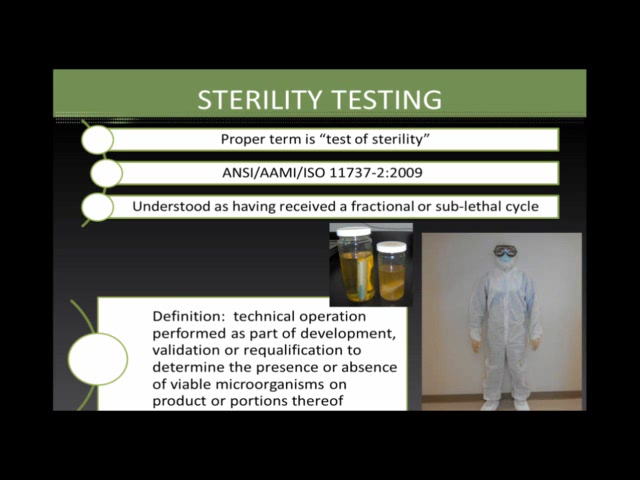 STERILITY TESTING
Proper term is “test of sterility”
ANSI/AAMI/ISO 11737-2:2009
Understood as having received a fractional or sub-lethal cycle
Definition: technical operation
performed as part of development,
validation or requalification to
determine the presence or absence
of viable microorganisms on
product or portions thereof